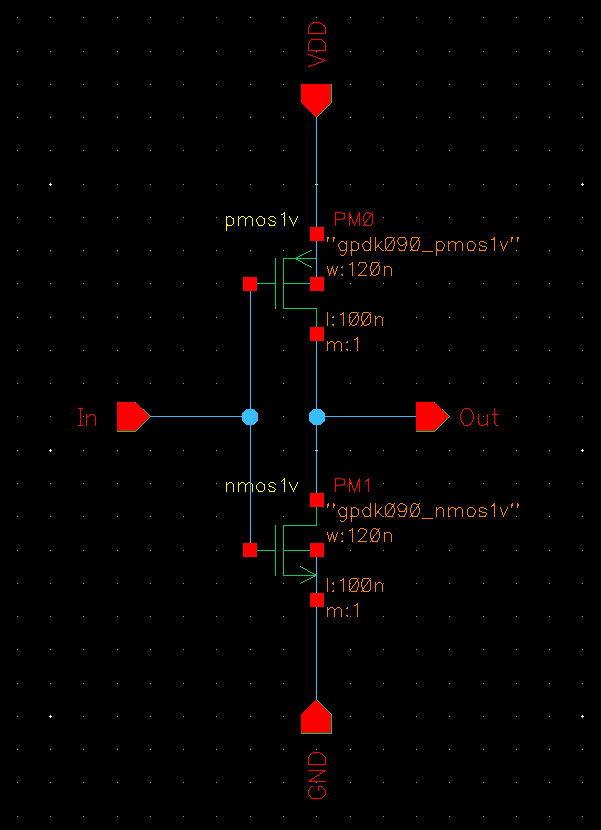 VDD
pmos1v PM0
"gpdk090_pmos1v"
w:120n
l:100n
m:1
In
Out
nmos1v PM1
"gpdk090_nmos1v"
w:120n
l:100n
m:1
GND